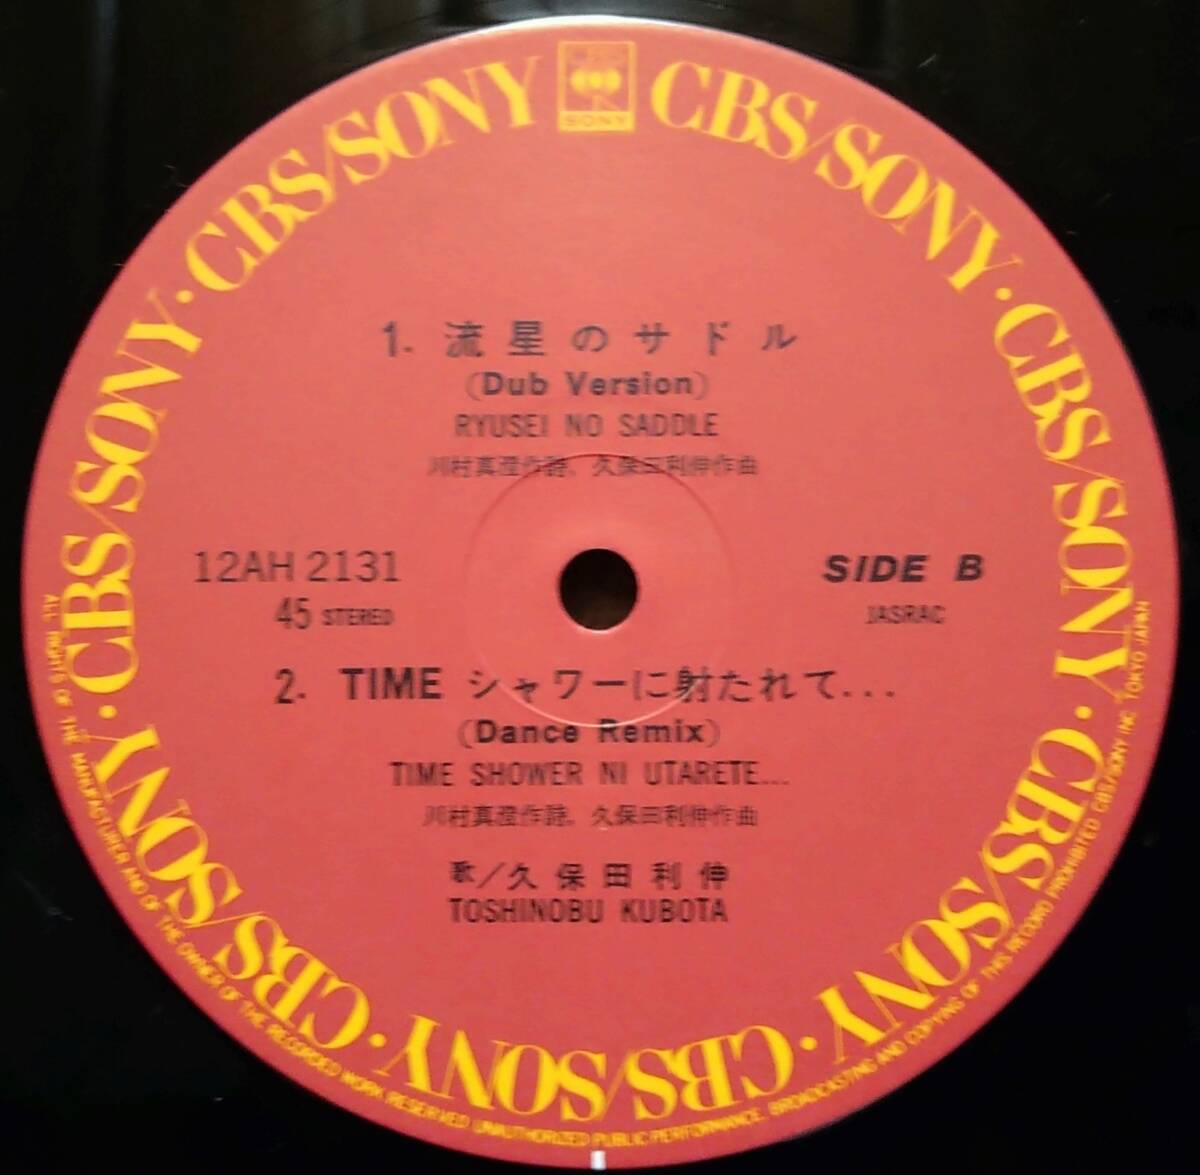 CBS/SONY · CBS/SONY · CBS/SONY · CBS/SONY · CBS/SONY · CBS/SONY · CBS/SONY · CBS/SONY
SONY
1. 流星のサドル
(Dub Version)
RYUSEI NO SADDLE
川村真澄作詩、久保田利伸作曲
12AH 2131
45 STEREO
SIDE B
JASRAC
2. TIME シャワーに射たれて...
(Dance Remix)
TIME SHOWER NI UTARETE...
川村真澄作詩、久保田利伸作曲
歌/久保田利伸
TOSHINOBU KUBOTA
ALL RIGHTS OF THE MANUFACTURER AND OF THE OWNER OF THE RECORDED WORK RESERVED UNAUTHORIZED PUBLIC PERFORMANCE, BROADCASTING AND COPYING OF THIS RECORD PROHIBITED CBS/SONY INC. TOKYO JAPAN